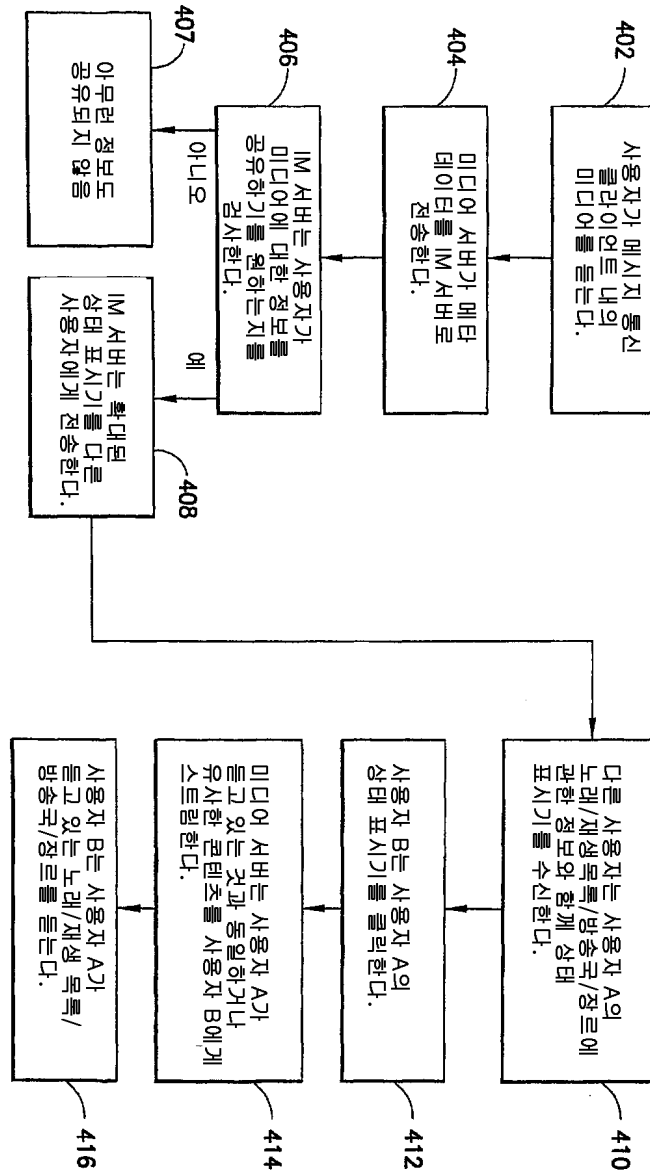 402
사용자가 메시지 통신
클라이언트 내의
미디어를 듣는다.
404
미디어 서버가 메타
데이터를 IM 서버로
전송한다.
406
IM 서버는 사용자가
미디어에 대한 정보를
공유하기를 원하는지를
검사한다.
아니오
407
아무런 정보도
공유되지 않음
예
IM 서버는 확대된
상태 표시기를 다른
사용자에게 전송한다.
408
다른 사용자는 사용자 A의
노래/재생목록/방송국/장르에
관한 정보와 함께 상태
표시기를 수신한다.
410
사용자 B는 사용자 A의
상태 표시기를 클릭한다.
412
미디어 서버는 사용자 A가
듣고 있는 것과 동일하거나
유사한 콘텐츠를 사용자 B에게
스트림한다.
414
사용자 B는 사용자 A가
듣고 있는 노래/재생 목록/
방송국/장르를 듣는다.
416